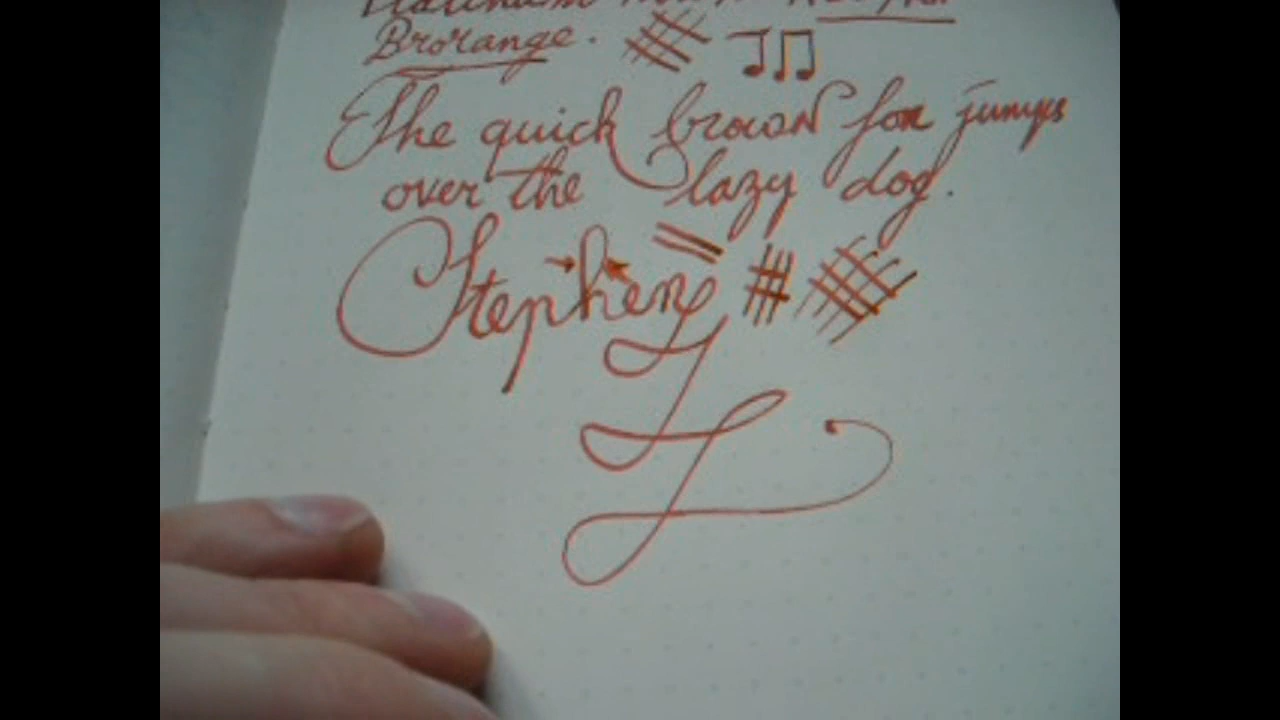 Brorange.
The quick brown fox jumps
over the lazy dog.
Stephen